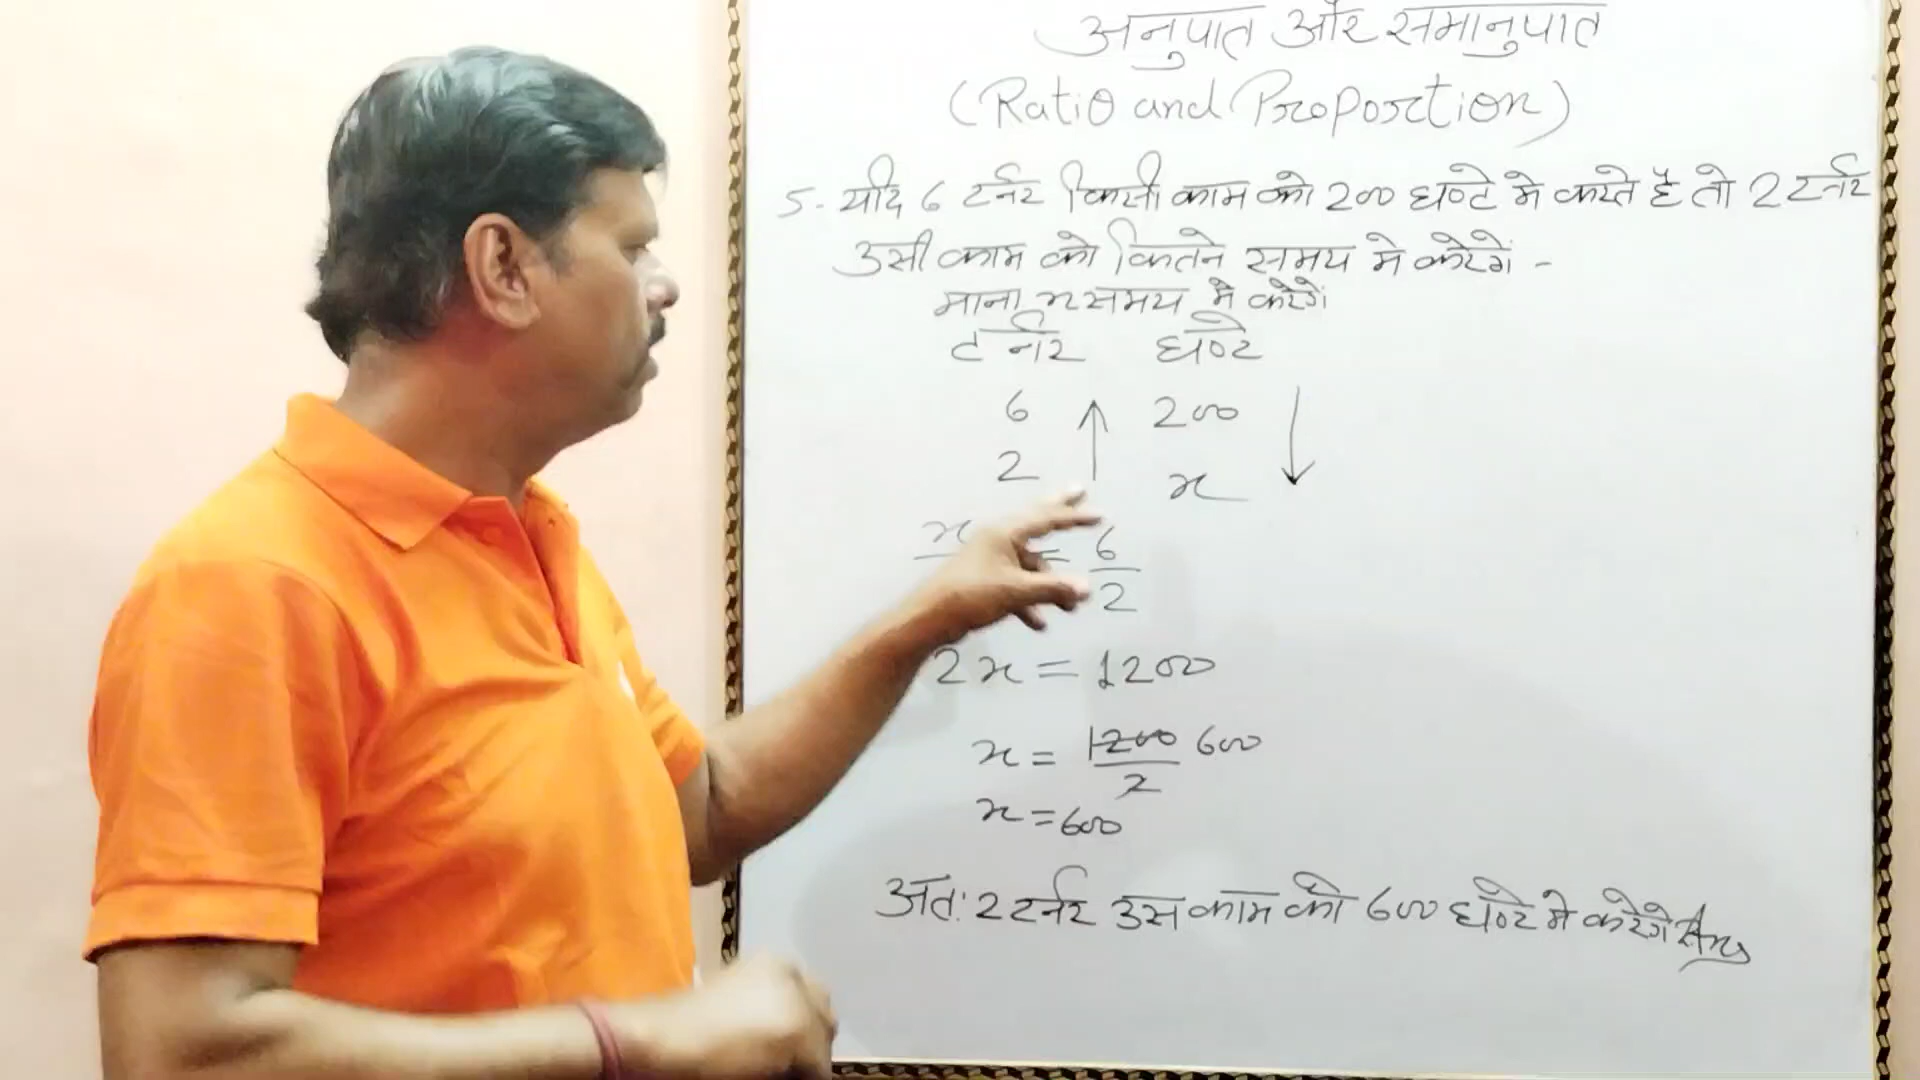 अनुपात और समानुपात
(Ratio and Proportion)
5- यदि 6 टर्नर किसी काम को 200 घण्टे मे करते है तो 2 टर्नर
उसी काम को कितने समय मे करेगें -
माना x समय मे करेगें
टर्नर घण्टे
6 ↑ 200 ↓
2 x
x = 6
2
2x = 1200
x = 1200 600
2
x = 600
अतः 2 टर्नर उस काम को 600 घण्टे मे करेगे Ans